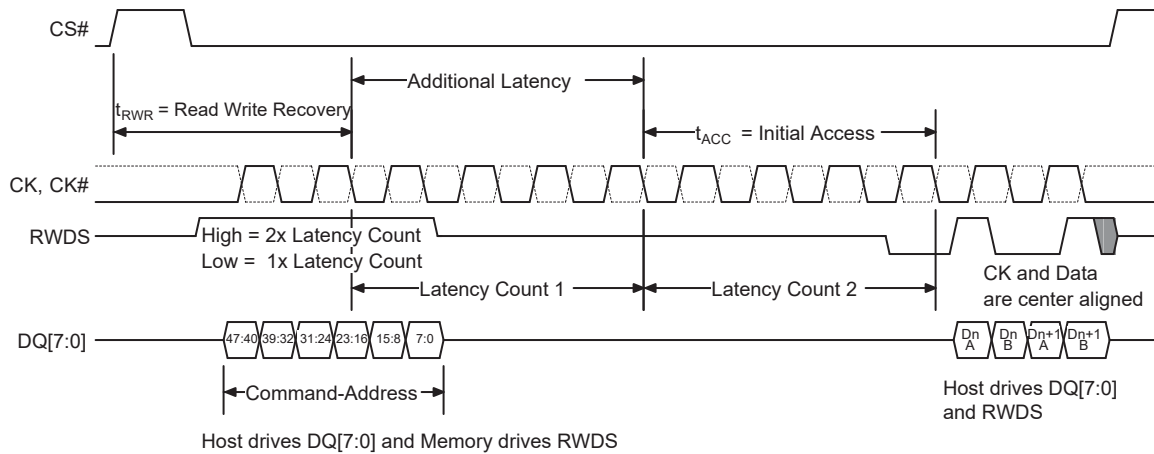 CS#
Additional Latency
tRWR = Read Write Recovery
tACC = Initial Access
CK, CK#
RWDS
High = 2x Latency Count
Low = 1x Latency Count
CK and Data
are center aligned
Latency Count 1
Latency Count 2
DQ[7:0]
47:40 39:32 31:24 23:16 15:8 7:0
Dn A
Dn B
Dn+1 A
Dn+1 B
Command-Address
Host drives DQ[7:0]
and RWDS
Host drives DQ[7:0] and Memory drives RWDS